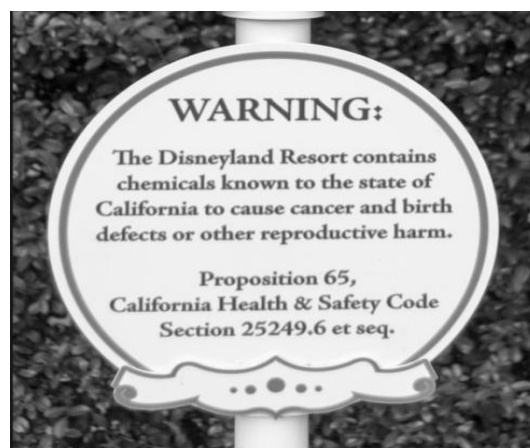 WARNING:
The Disneyland Resort contains
chemicals known to the state of
California to cause cancer and birth
defects or other reproductive harm.
Proposition 65,
California Health & Safety Code
Section 25249.6 et seq.